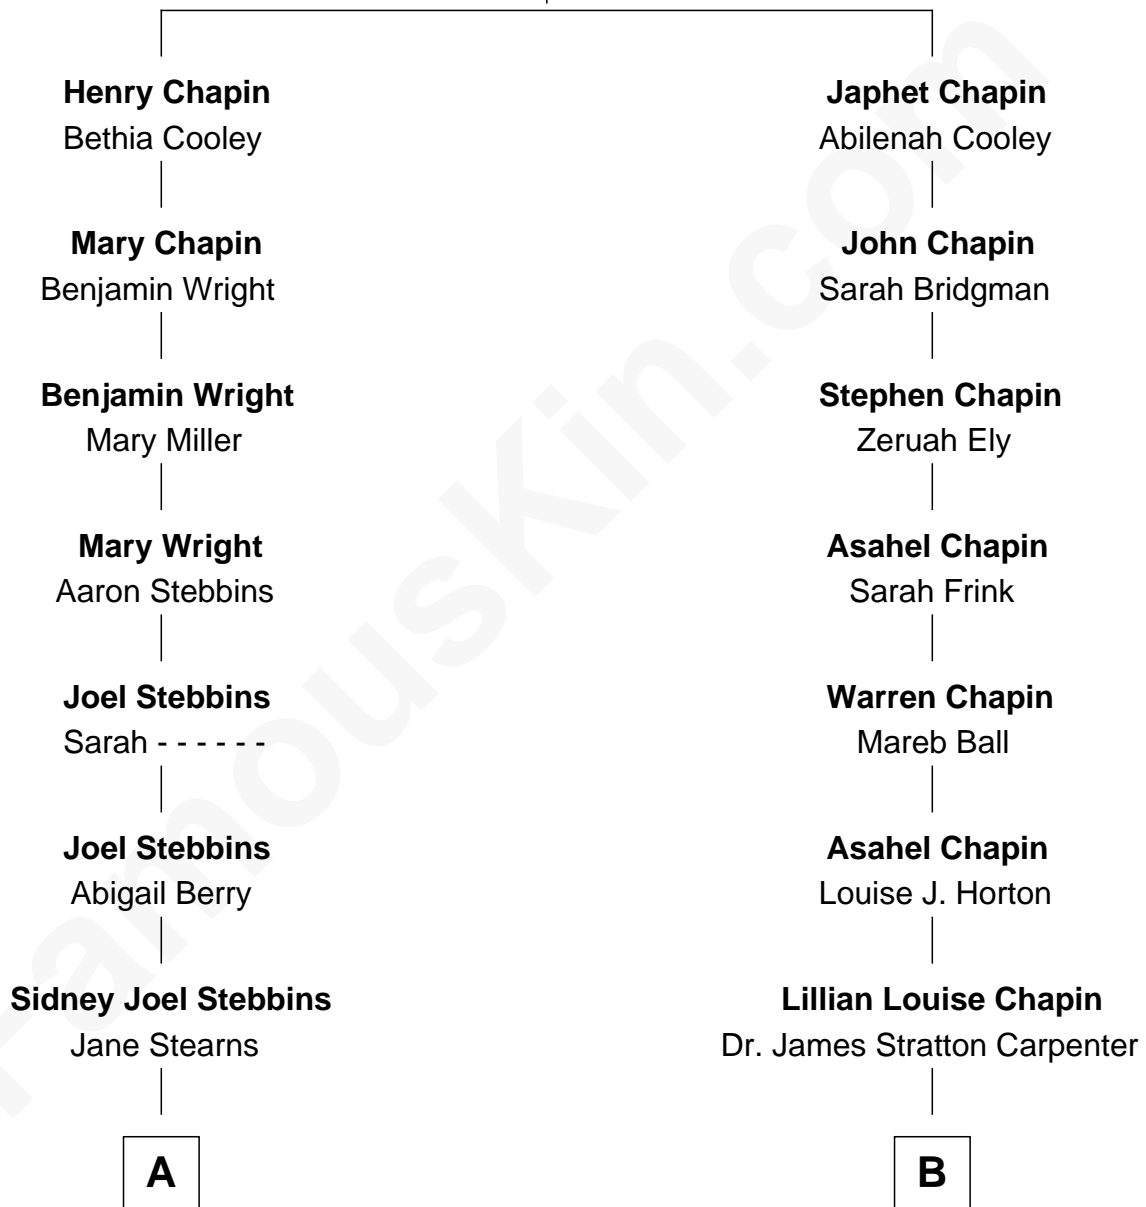 Henry Chapin
Bethia Cooley
Mary Chapin
Benjamin Wright
Benjamin Wright
Mary Miller
Mary Wright
Aaron Stebbins
Joel Stebbins
Sarah - - - - - -
Joel Stebbins
Abigail Berry
Sidney Joel Stebbins
Jane Stearns
A
Japhet Chapin
Abilenah Cooley
John Chapin
Sarah Bridgman
Stephen Chapin
Zeruah Ely
Asahel Chapin
Sarah Frink
Warren Chapin
Mareb Ball
Asahel Chapin
Louise J. Horton
Lillian Louise Chapin
Dr. James Stratton Carpenter
B
FamousKin.com